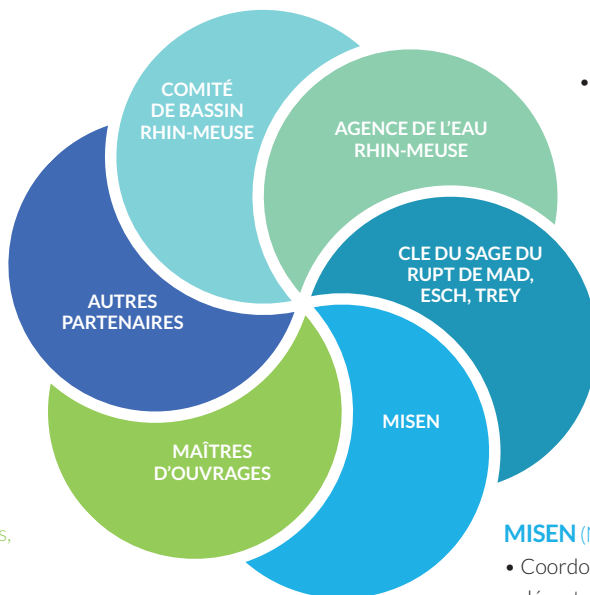 COMITÉ
DE BASSIN
RHIN-MEUSE
AGENCE DE L'EAU
RHIN-MEUSE
CLE DU SAGE DU
RUPT DE MAD,
ESCH, TREY
AUTRES
PARTENAIRES
MISEN
MAÎTRES
D'OUVRAGES
MISEN
•
•